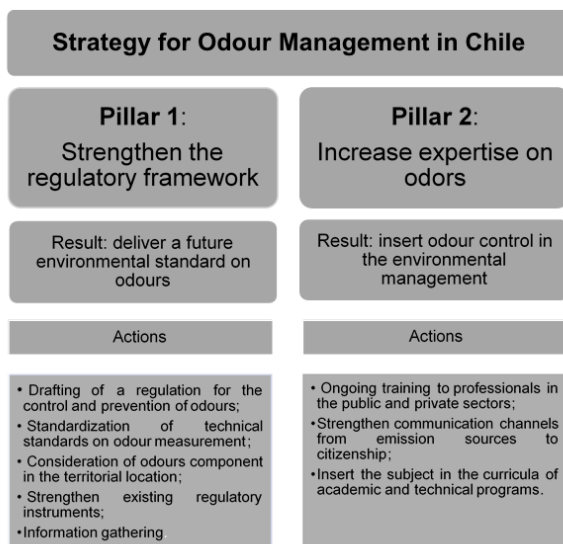 Strategy for Odour Management in Chile
Pillar 1:
Strengthen the
regulatory framework
Result: deliver a future
environmental standard on
odours
Actions
• Drafting of a regulation for the
control and prevention of odours;
• Standardization of technical
standards on odour measurement;
• Consideration of odours component
in the territorial location;
• Strengthen existing regulatory
instruments;
• Information gathering.
Pillar 2:
Increase expertise on
odors
Result: insert odour control in
the environmental
management
Actions
• Ongoing training to professionals in
the public and private sectors;
• Strengthen communication channels
from emission sources to
citizenship;
• Insert the subject in the curricula of
academic and technical programs.